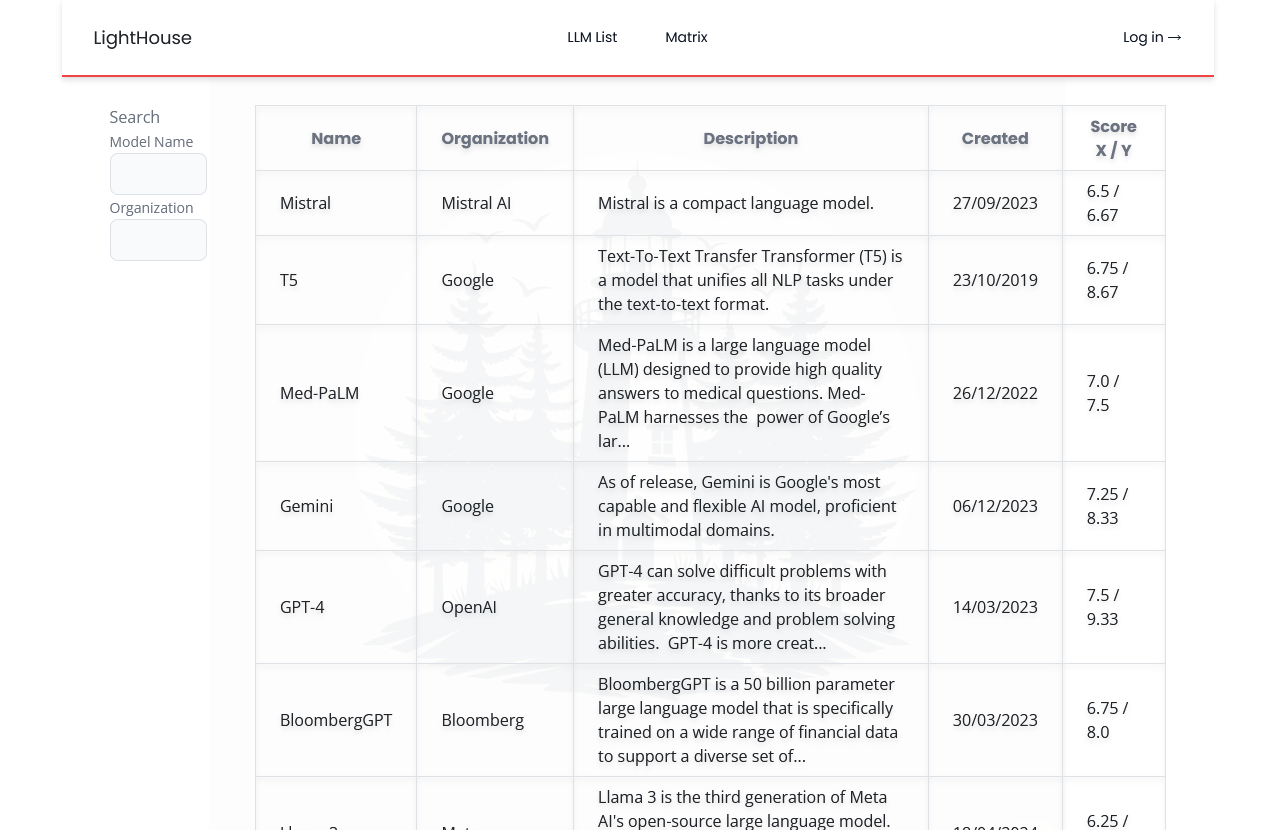 LightHouse
LLM List
Matrix
Log in →
Search
Model Name
Organization
Name
Organization
Description
Created
Score
X / Y
Mistral
Mistral AI
Mistral is a compact language model.
27/09/2023
6.5 /
6.67
T5
Google
Text-To-Text Transfer Transformer (T5) is
a model that unifies all NLP tasks under
the text-to-text format.
23/10/2019
6.75 /
8.67
Med-PaLM
Google
Med-PaLM is a large language model
(LLM) designed to provide high quality
answers to medical questions. Med-
PaLM harnesses the  power of Google’s
lar...
26/12/2022
7.0 /
7.5
Gemini
Google
As of release, Gemini is Google's most
capable and flexible AI model, proficient
in multimodal domains.
06/12/2023
7.25 /
8.33
GPT-4
OpenAI
GPT-4 can solve difficult problems with
greater accuracy, thanks to its broader
general knowledge and problem solving
abilities.  GPT-4 is more creat...
14/03/2023
7.5 /
9.33
BloombergGPT
Bloomberg
BloombergGPT is a 50 billion parameter
large language model that is specifically
trained on a wide range of financial data
to support a diverse set of...
30/03/2023
6.75 /
8.0
Llama 3 is the third generation of Meta
AI's open-source large language model.
6.25 /